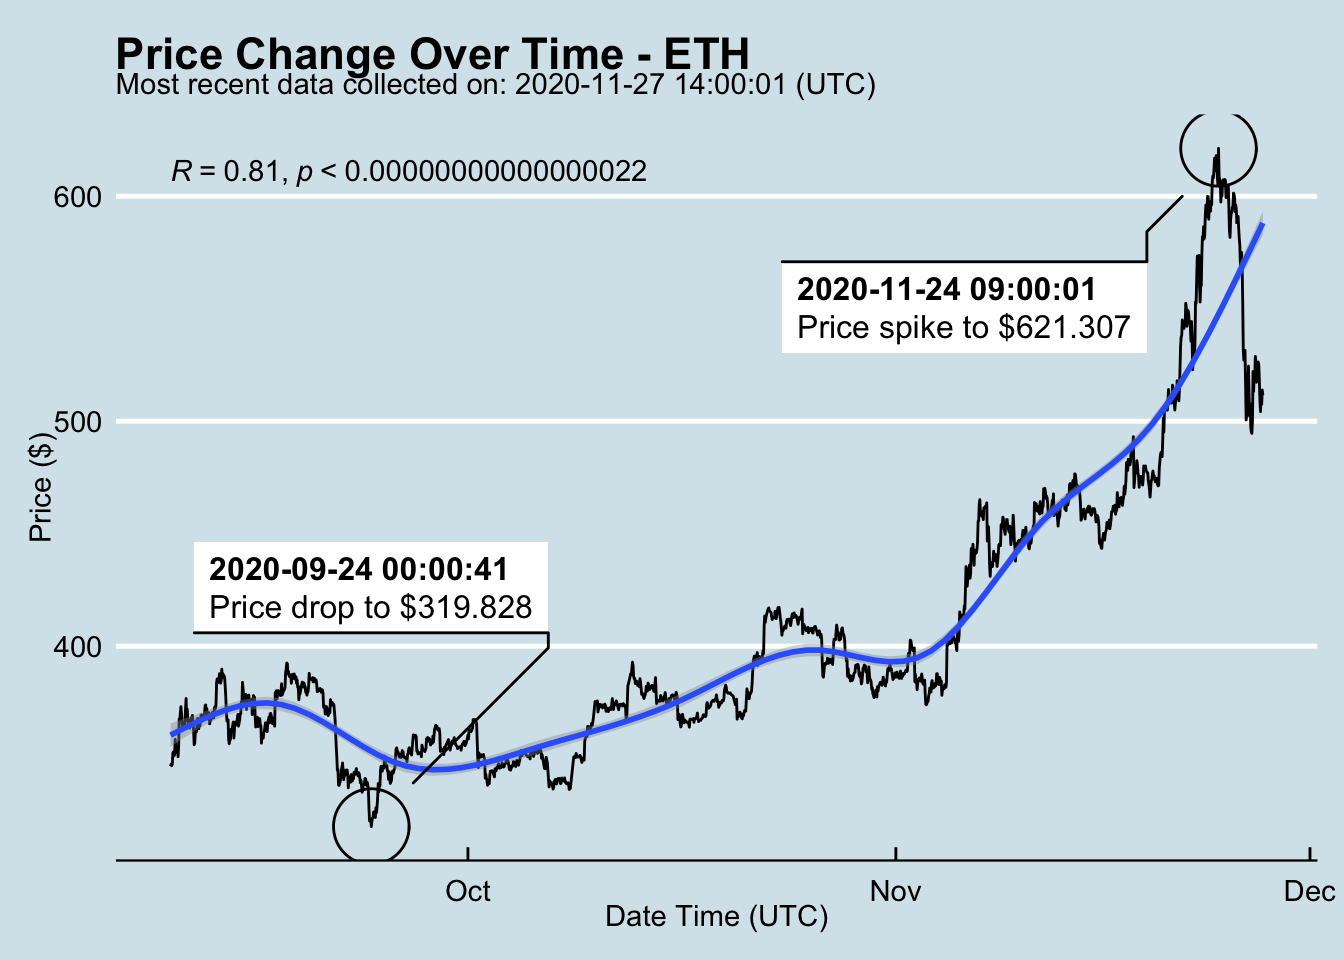 Price Change Over Time - ETH
Most recent data collected on: 2020-11-27 14:00:01 (UTC)
R = 0.81, p < 0.00000000000000022
600
2020-11-24 09:00:01
Price spike to $621.307
500
Price ($)
2020-09-24 00:00:41
Price drop to $319.828
400
Oct
Nov
Dec
Date Time (UTC)